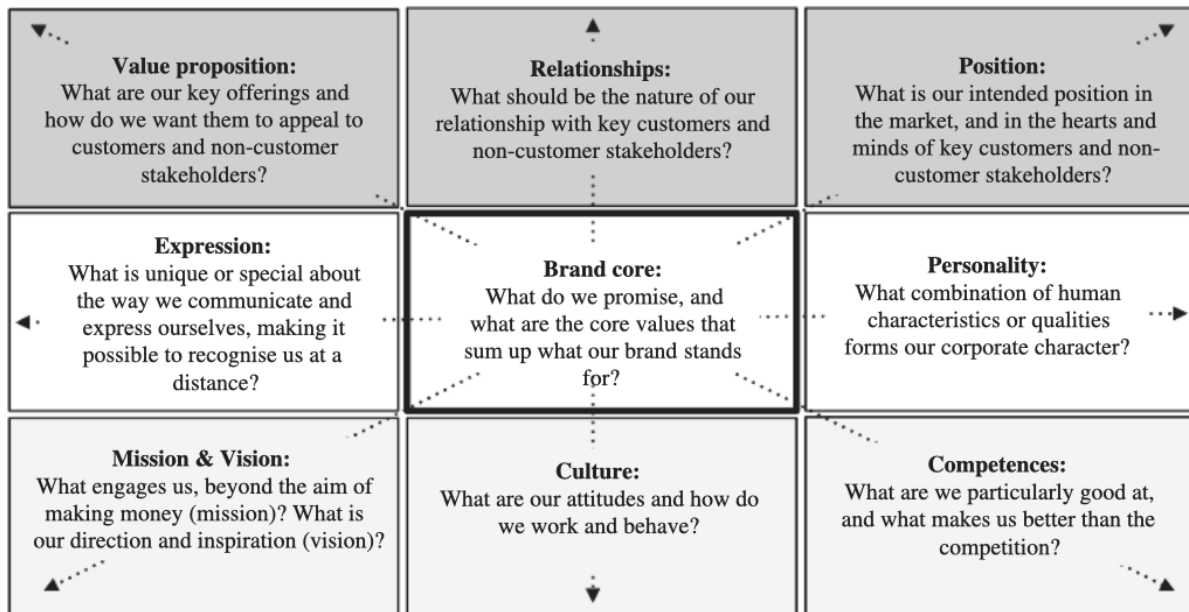 Value proposition:
What are our key offerings and
how do we want them to appeal to
customers and non-customer
stakeholders?
Relationships:
What should be the nature of our
relationship with key customers and
non-customer stakeholders?
Position:
What is our intended position in
the market, and in the hearts and
minds of key customers and non-
customer stakeholders?
Expression:
What is unique or special about
the way we communicate and
express ourselves, making it
possible to recognise us at a
distance?
Brand core:
What do we promise, and
what are the core values that
sum up what our brand stands
for?
Personality:
What combination of human
characteristics or qualities
forms our corporate character?
Mission & Vision:
What engages us, beyond the aim of
making money (mission)? What is
our direction and inspiration (vision)?
Culture:
What are our attitudes and how do
we work and behave?
Competences:
What are we particularly good at,
and what makes us better than the
competition?